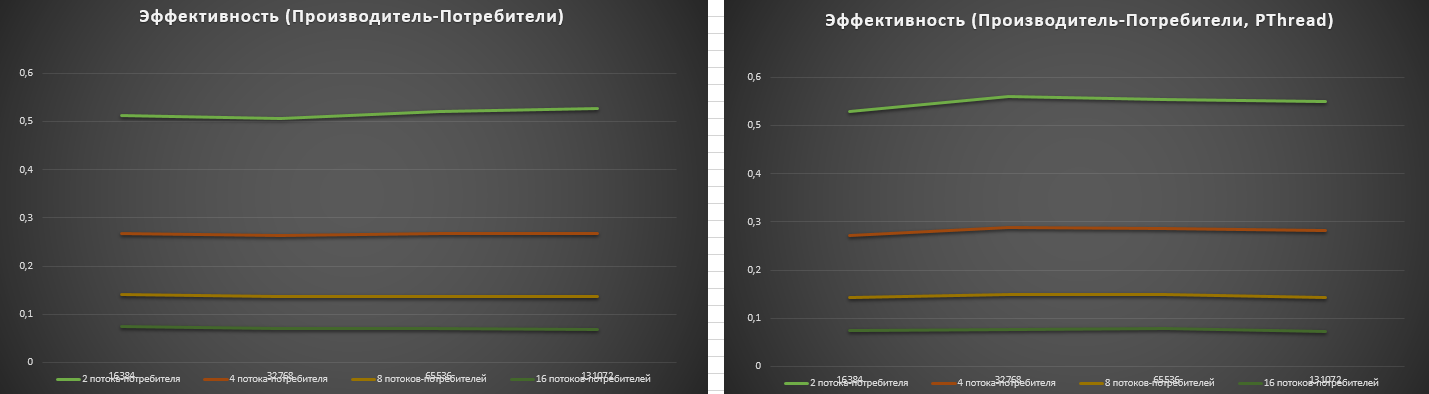 Эффективность (Производитель-Потребители)
0,6
0,5
0,4
0,3
0,2
0,1
0
16384 32768 65536 131072
2 потока-потребителя 4 потока-потребителя 8 потоков-потребителей 16 потоков-потребителей
Эффективность (Производитель-Потребители, PThread)
0,6
0,5
0,4
0,3
0,2
0,1
0
16384 32768 65536 131072
2 потока-потребителя 4 потока-потребителя 8 потоков-потребителей 16 потоков-потребителей